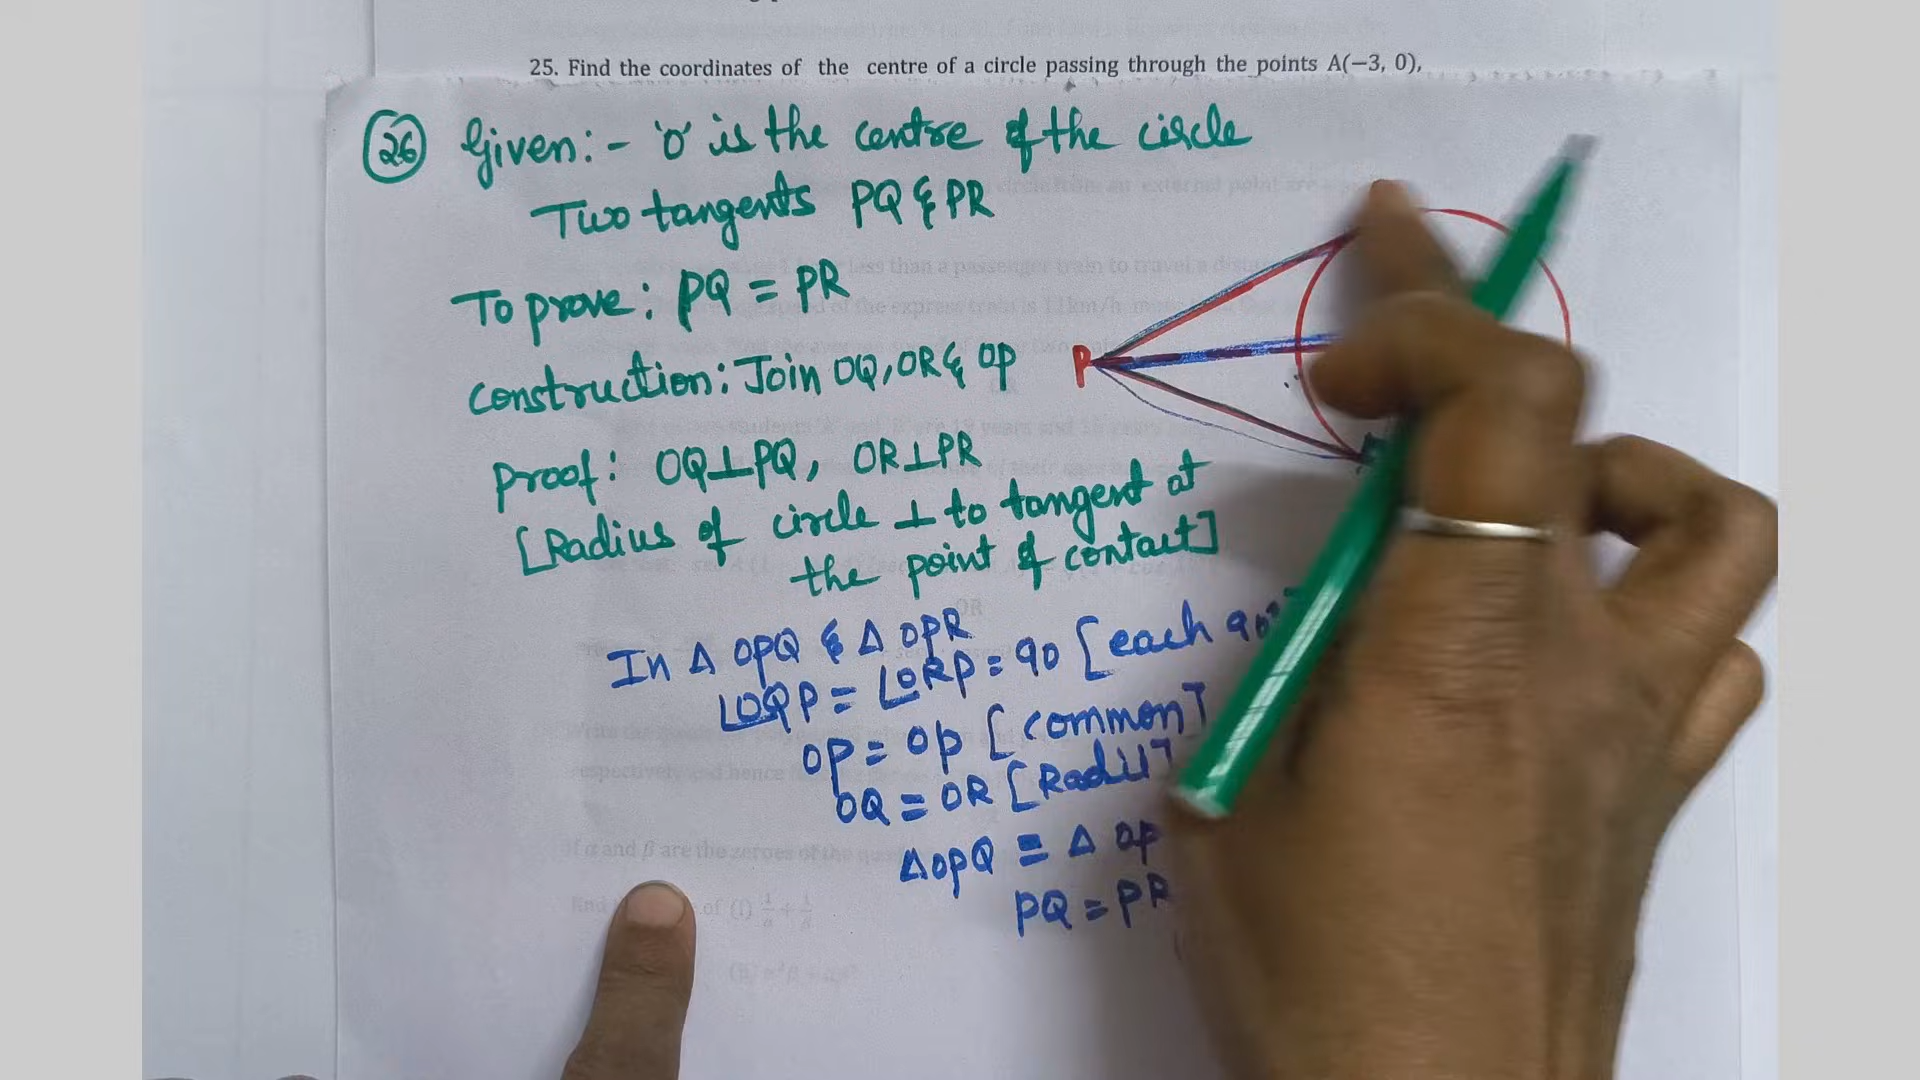 25. Find the coordinates of the centre of a circle passing through the points A(−3, 0),
26 Given:- 'O' is the centre of the circle
Two tangents PQ & PR
To prove: PQ = PR
Construction: Join OQ, OR & OP
P
Proof: OQ⊥PQ, OR⊥PR
[Radius of circle ⊥ to tangent at
the point of contact]
In Δ OPQ & Δ OPR
∠OQP = ∠ORP = 90 [each 90°
OP = OP [common]
OQ = OR [Radii]
ΔOPQ ≅ Δ OP
PQ = PR